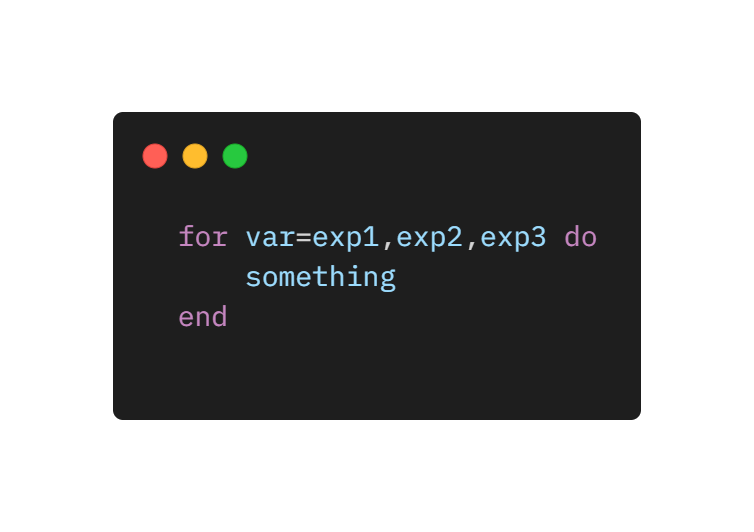 for var=exp1,exp2,exp3 do
something
end